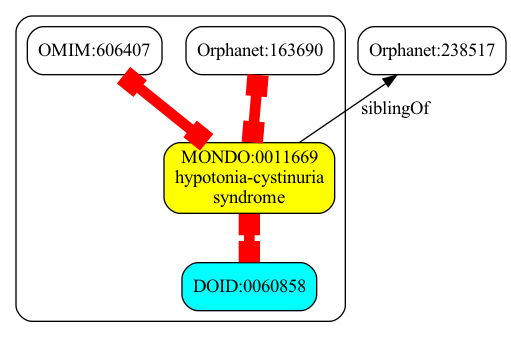 OMIM:606407
Orphanet:163690
Orphanet:238517
siblingOf
MONDO:0011669
hypotonia-cystinuria
syndrome
DOID:0060858